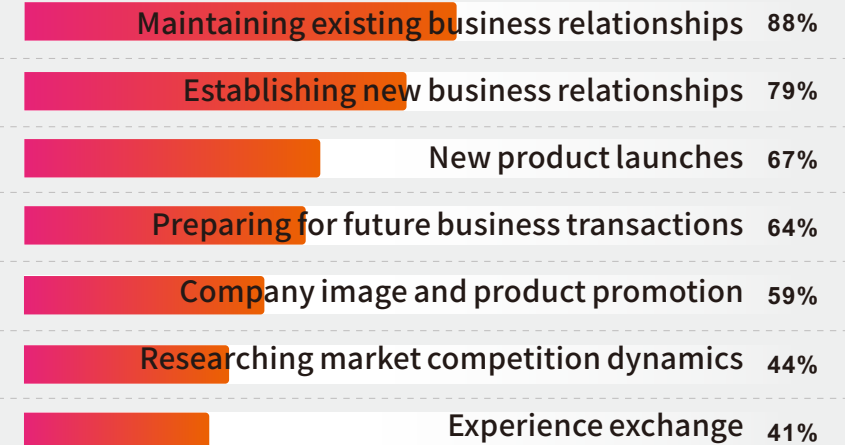 Maintaining existing business relationships 88%
Establishing new business relationships 79%
New product launches 67%
Preparing for future business transactions 64%
Company image and product promotion 59%
Researching market competition dynamics 44%
Experience exchange 41%